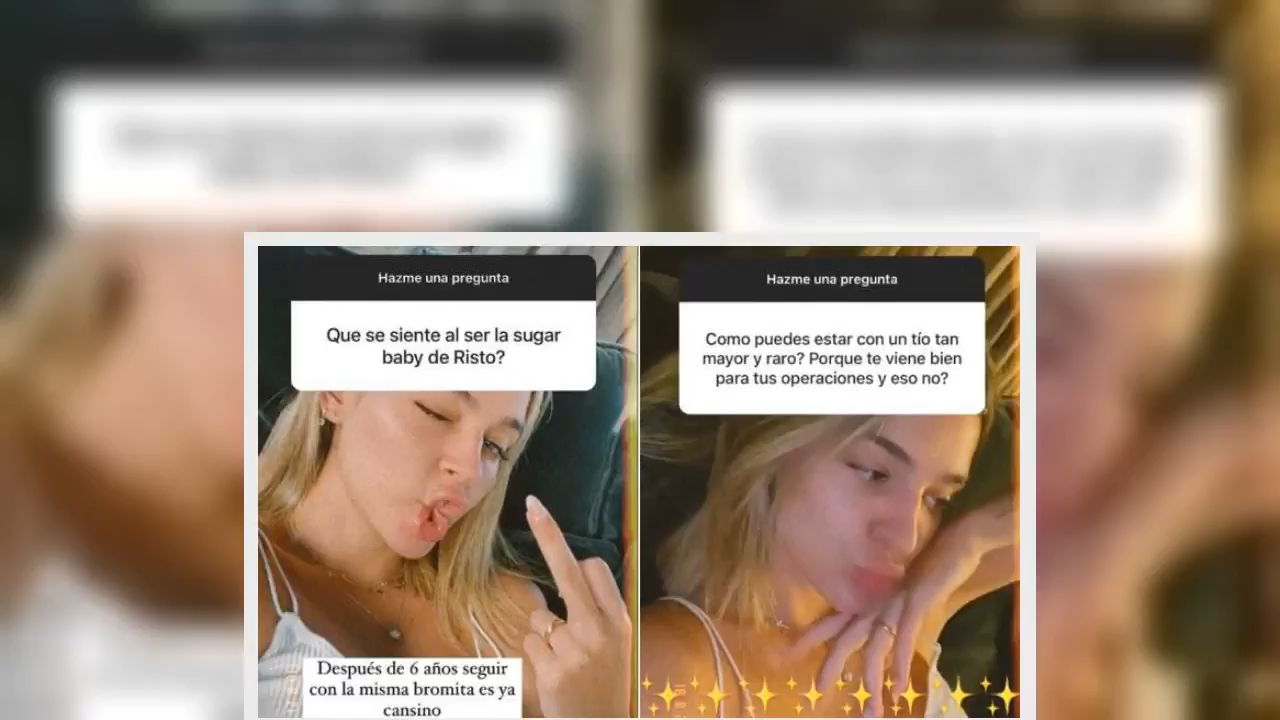 Hazme una pregunta
Que se siente al ser la sugar
baby de Risto?
Después de 6 años seguir
con la misma bromita es ya
cansino
Hazme una pregunta
Como puedes estar con un tío tan
mayor y raro? Porque te viene bien
para tus operaciones y eso no?